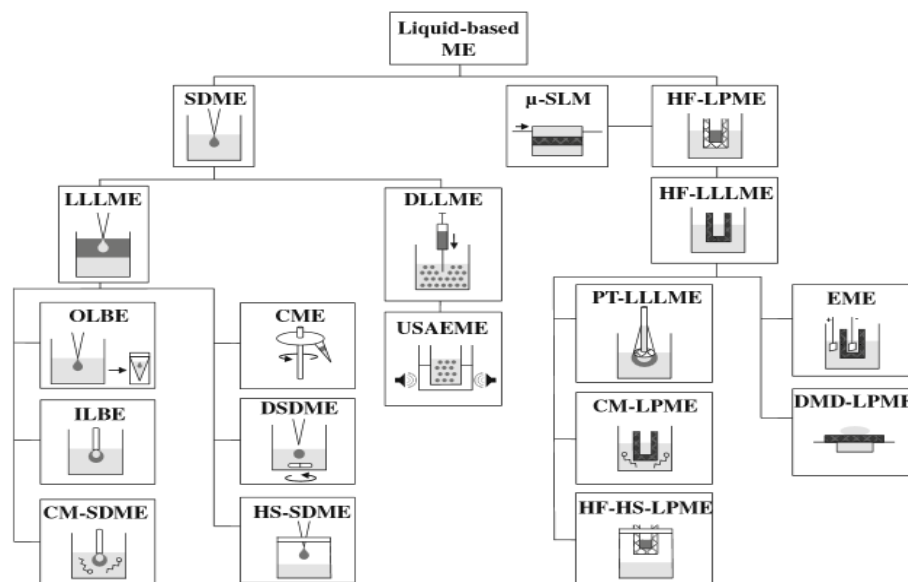 Liquid-based
ME
SDME
µ-SLM
HF-LPME
LLLME
DLLME
HF-LLLME
OLBE
CME
USAEME
PT-LLLME
EME
ILBE
DSDME
CM-LPME
DMD-LPME
CM-SDME
HS-SDME
HF-HS-LPME
+
-